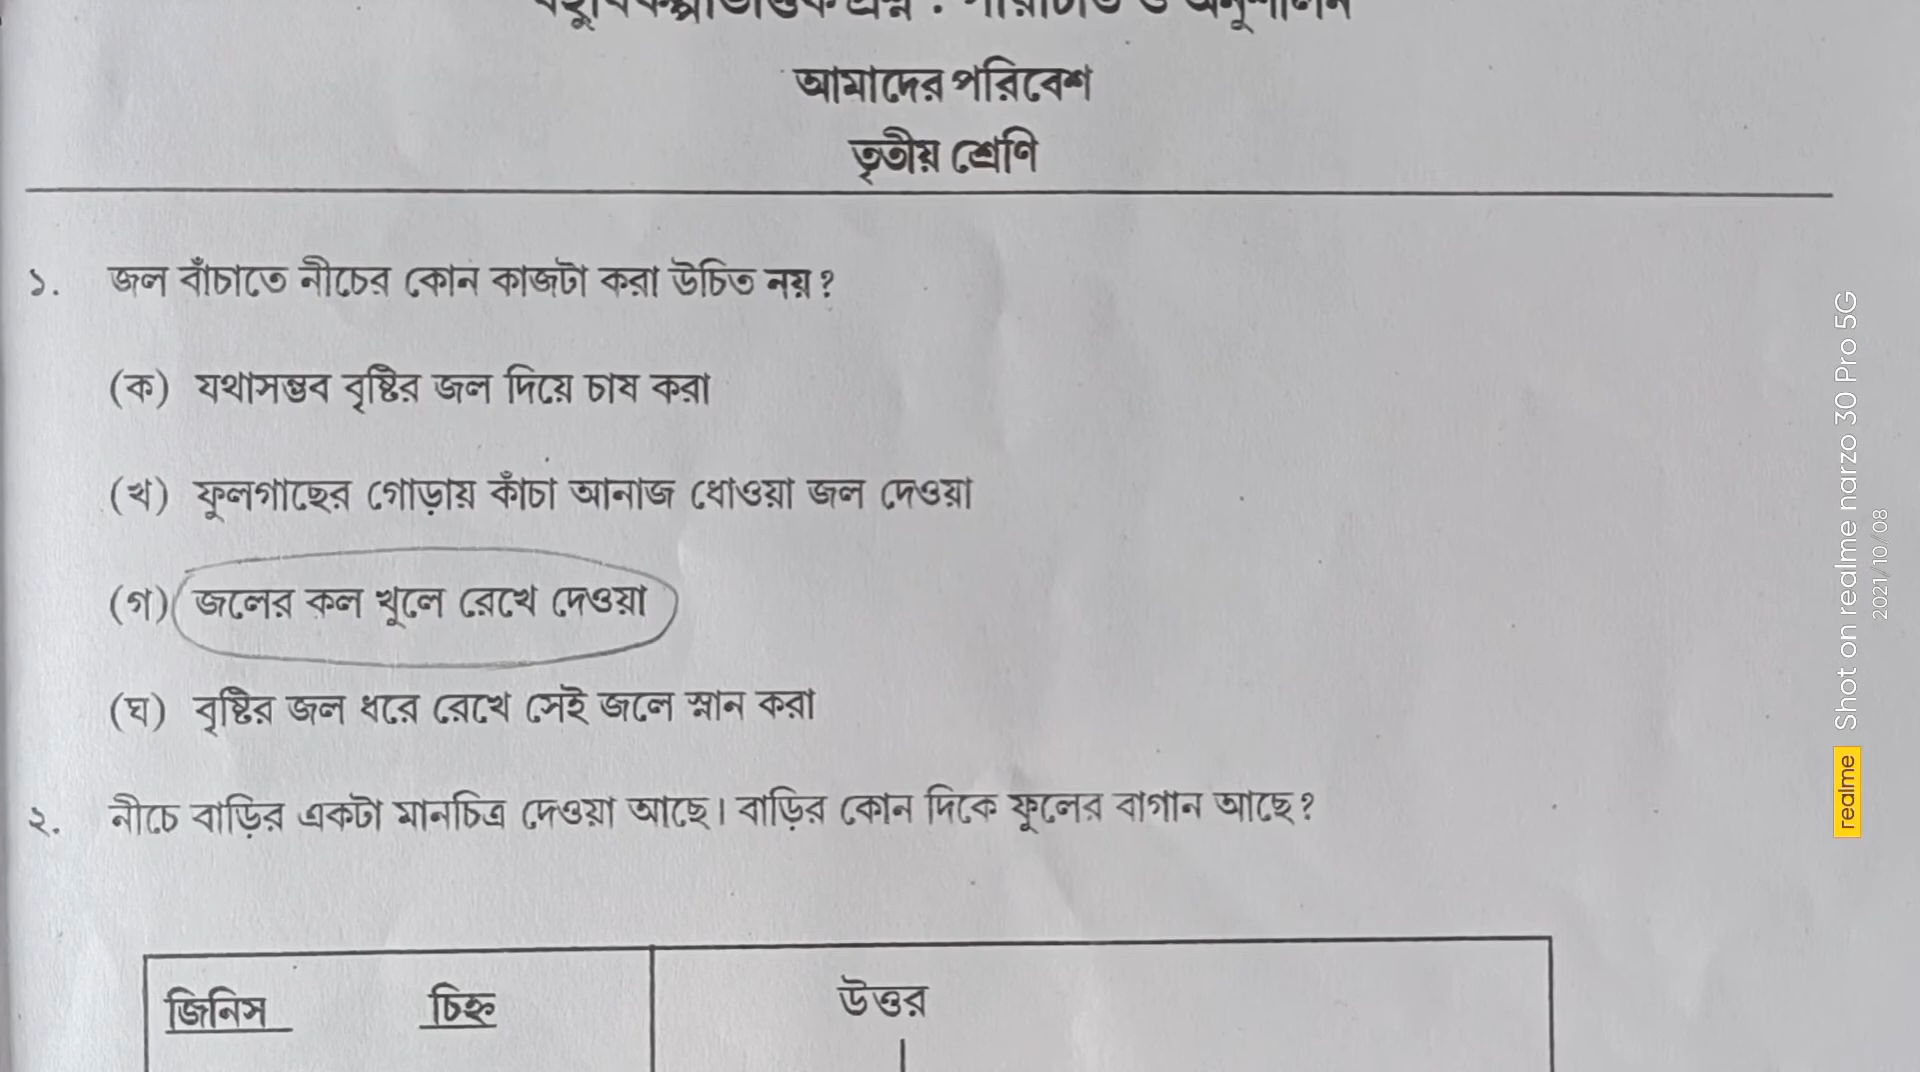 আমাদের পরিবেশ
তৃতীয় শ্রেণি
১. জল বাঁচাতে নীচের কোন কাজটা করা উচিত নয়?
(ক) যথাসম্ভব বৃষ্টির জল দিয়ে চাষ করা
(খ) ফুলগাছের গোড়ায় কাঁচা আনাজ ধোওয়া জল দেওয়া
(গ) জলের কল খুলে রেখে দেওয়া
(ঘ) বৃষ্টির জল ধরে রেখে সেই জলে স্নান করা
২. নীচে বাড়ির একটা মানচিত্র দেওয়া আছে। বাড়ির কোন দিকে ফুলের বাগান আছে?
জিনিস চিহ্ন উত্তর
realme Shot on realme narzo 30 Pro 5G
2021/10/08